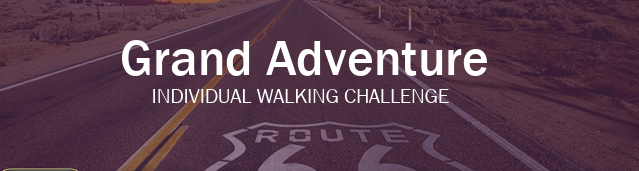 Grand Adventure
INDIVIDUAL WALKING CHALLENGE
ROUTE
66